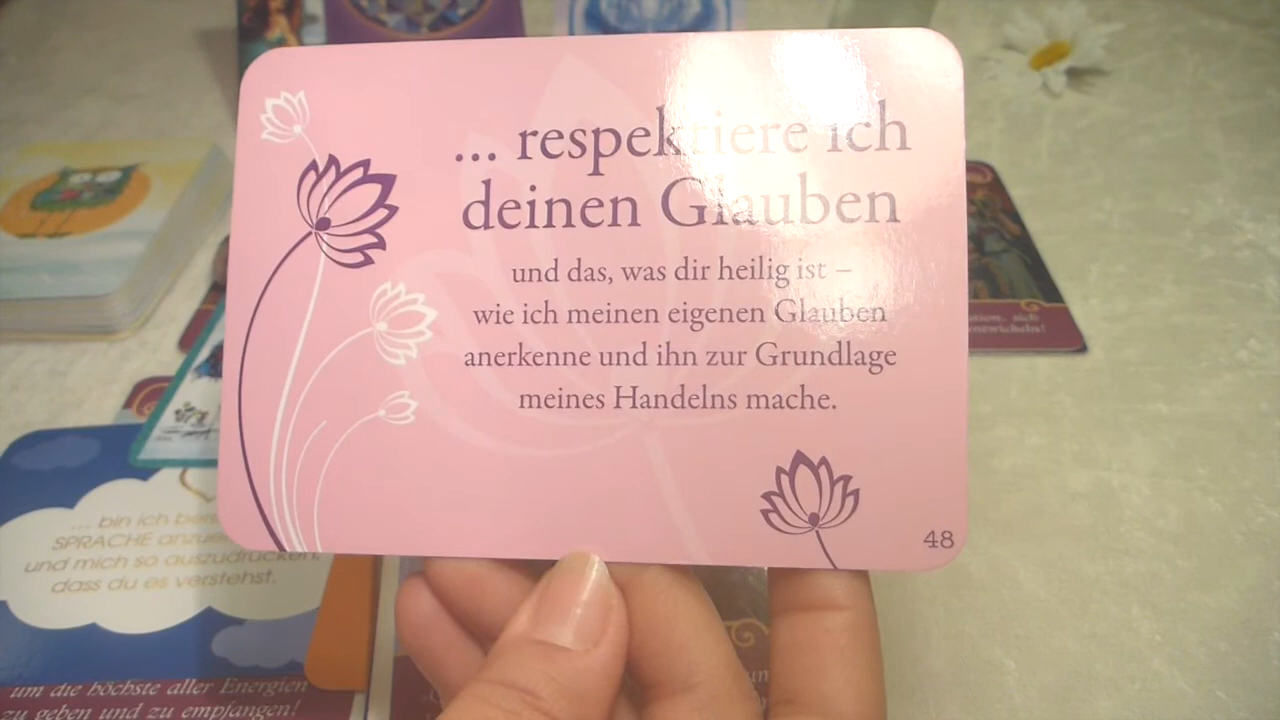 ... respektiere ich
deinen Glauben
und das, was dir heilig ist –
wie ich meinen eigenen Glauben
anerkenne und ihn zur Grundlage
meines Handelns mache.
48
... bin ich
SPRACHE
und mich so auszudrücken,
dass du es verstehst.
um die höchste aller Energien
zu geben und zu empfangen!
sich